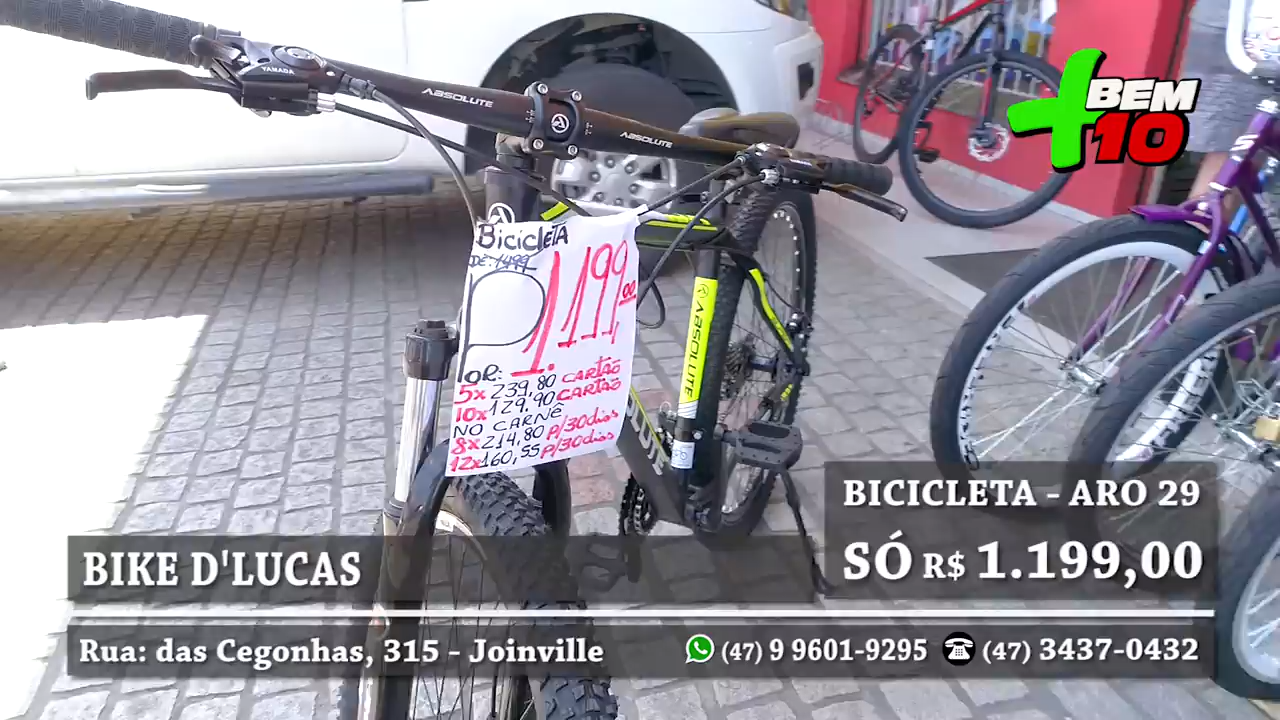 YAMADA
ABSOLUTE
ABSOLUTE
+BEM
10
BicicLETA
DE: 1499
POR: 1.199,00
5x 239,80 CARTÃO
10x 129,90 CARTÃO
NO CARNÊ
8x 214,80 P/30dias
12x 160,55 P/30dias
ABSOLUTE
BICICLETA - ARO 29
SÓ R$ 1.199,00
BIKE D'LUCAS
Rua: das Cegonhas, 315 - Joinville
(47) 9 9601-9295
(47) 3437-0432